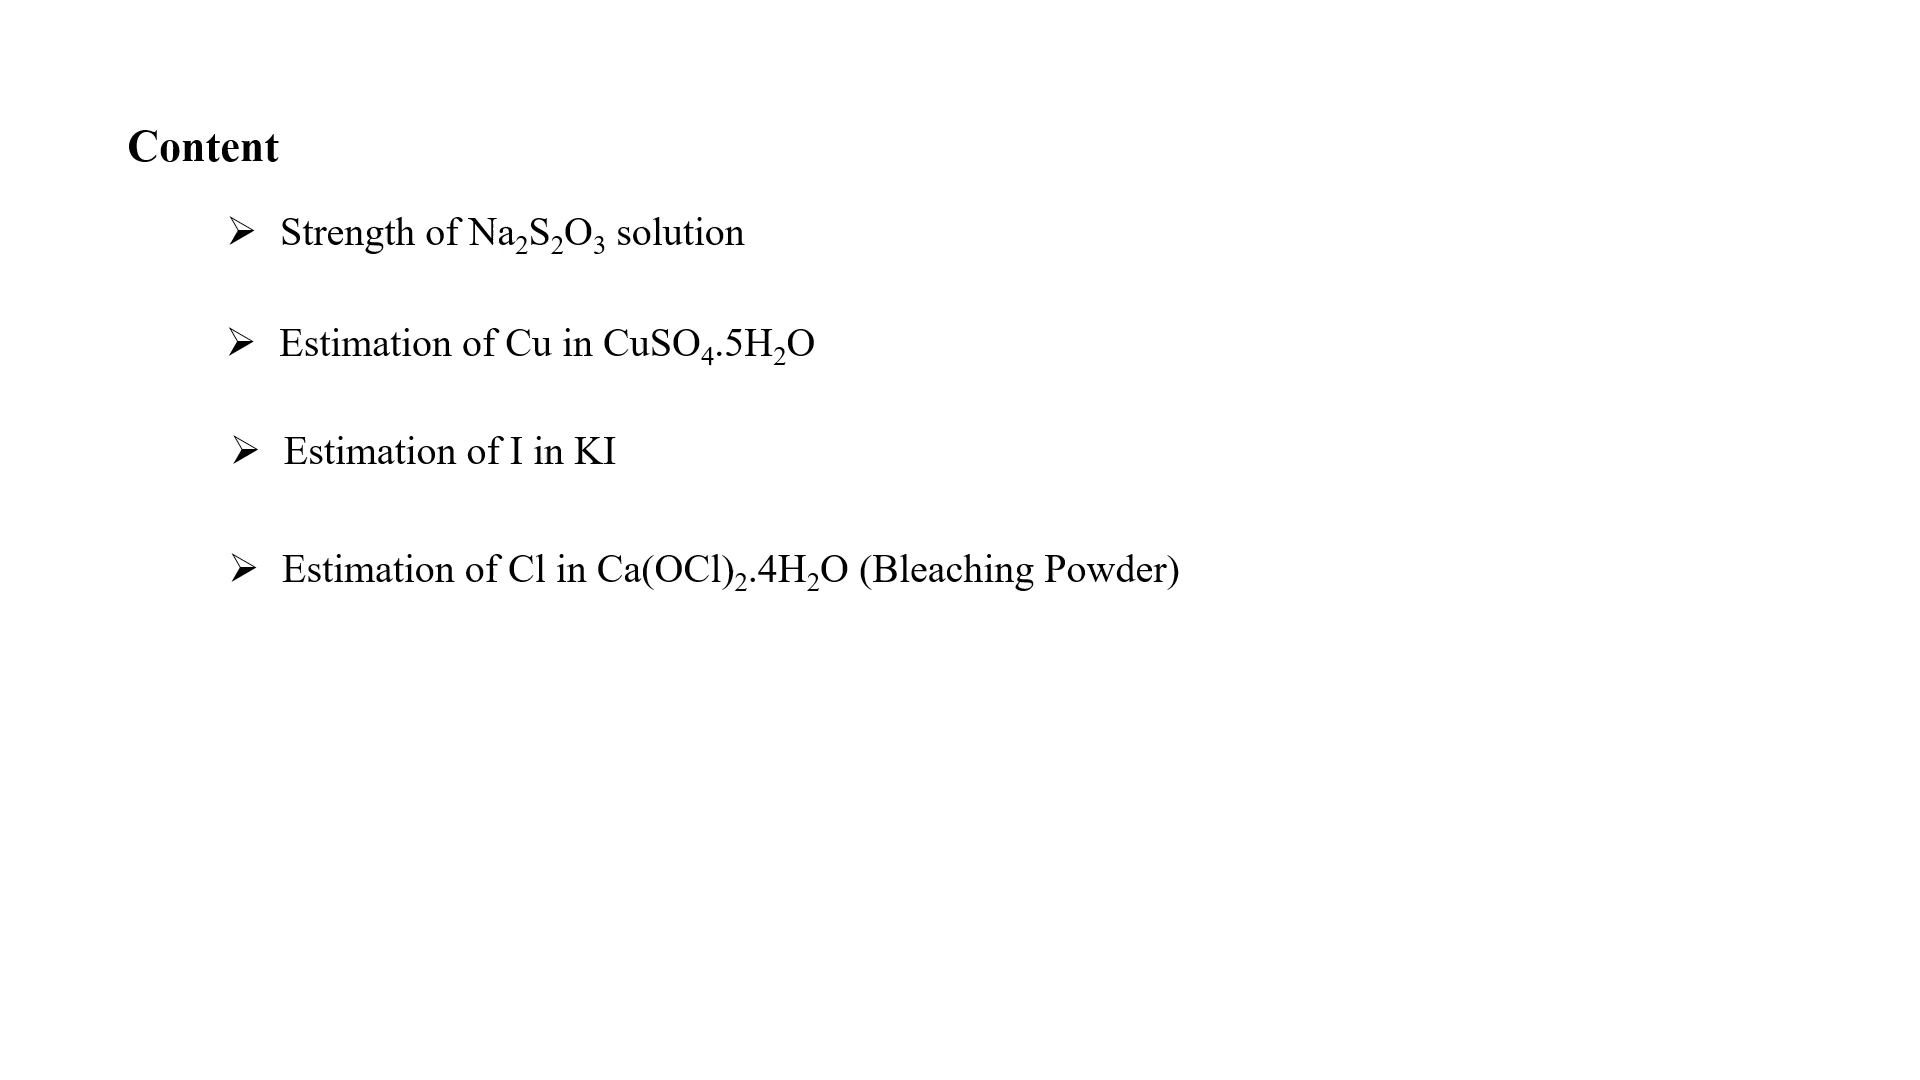 Content
➢ Strength of Na₂S₂O₃ solution
➢ Estimation of Cu in CuSO₄.5H₂O
➢ Estimation of I in KI
➢ Estimation of Cl in Ca(OCl)₂.4H₂O (Bleaching Powder)